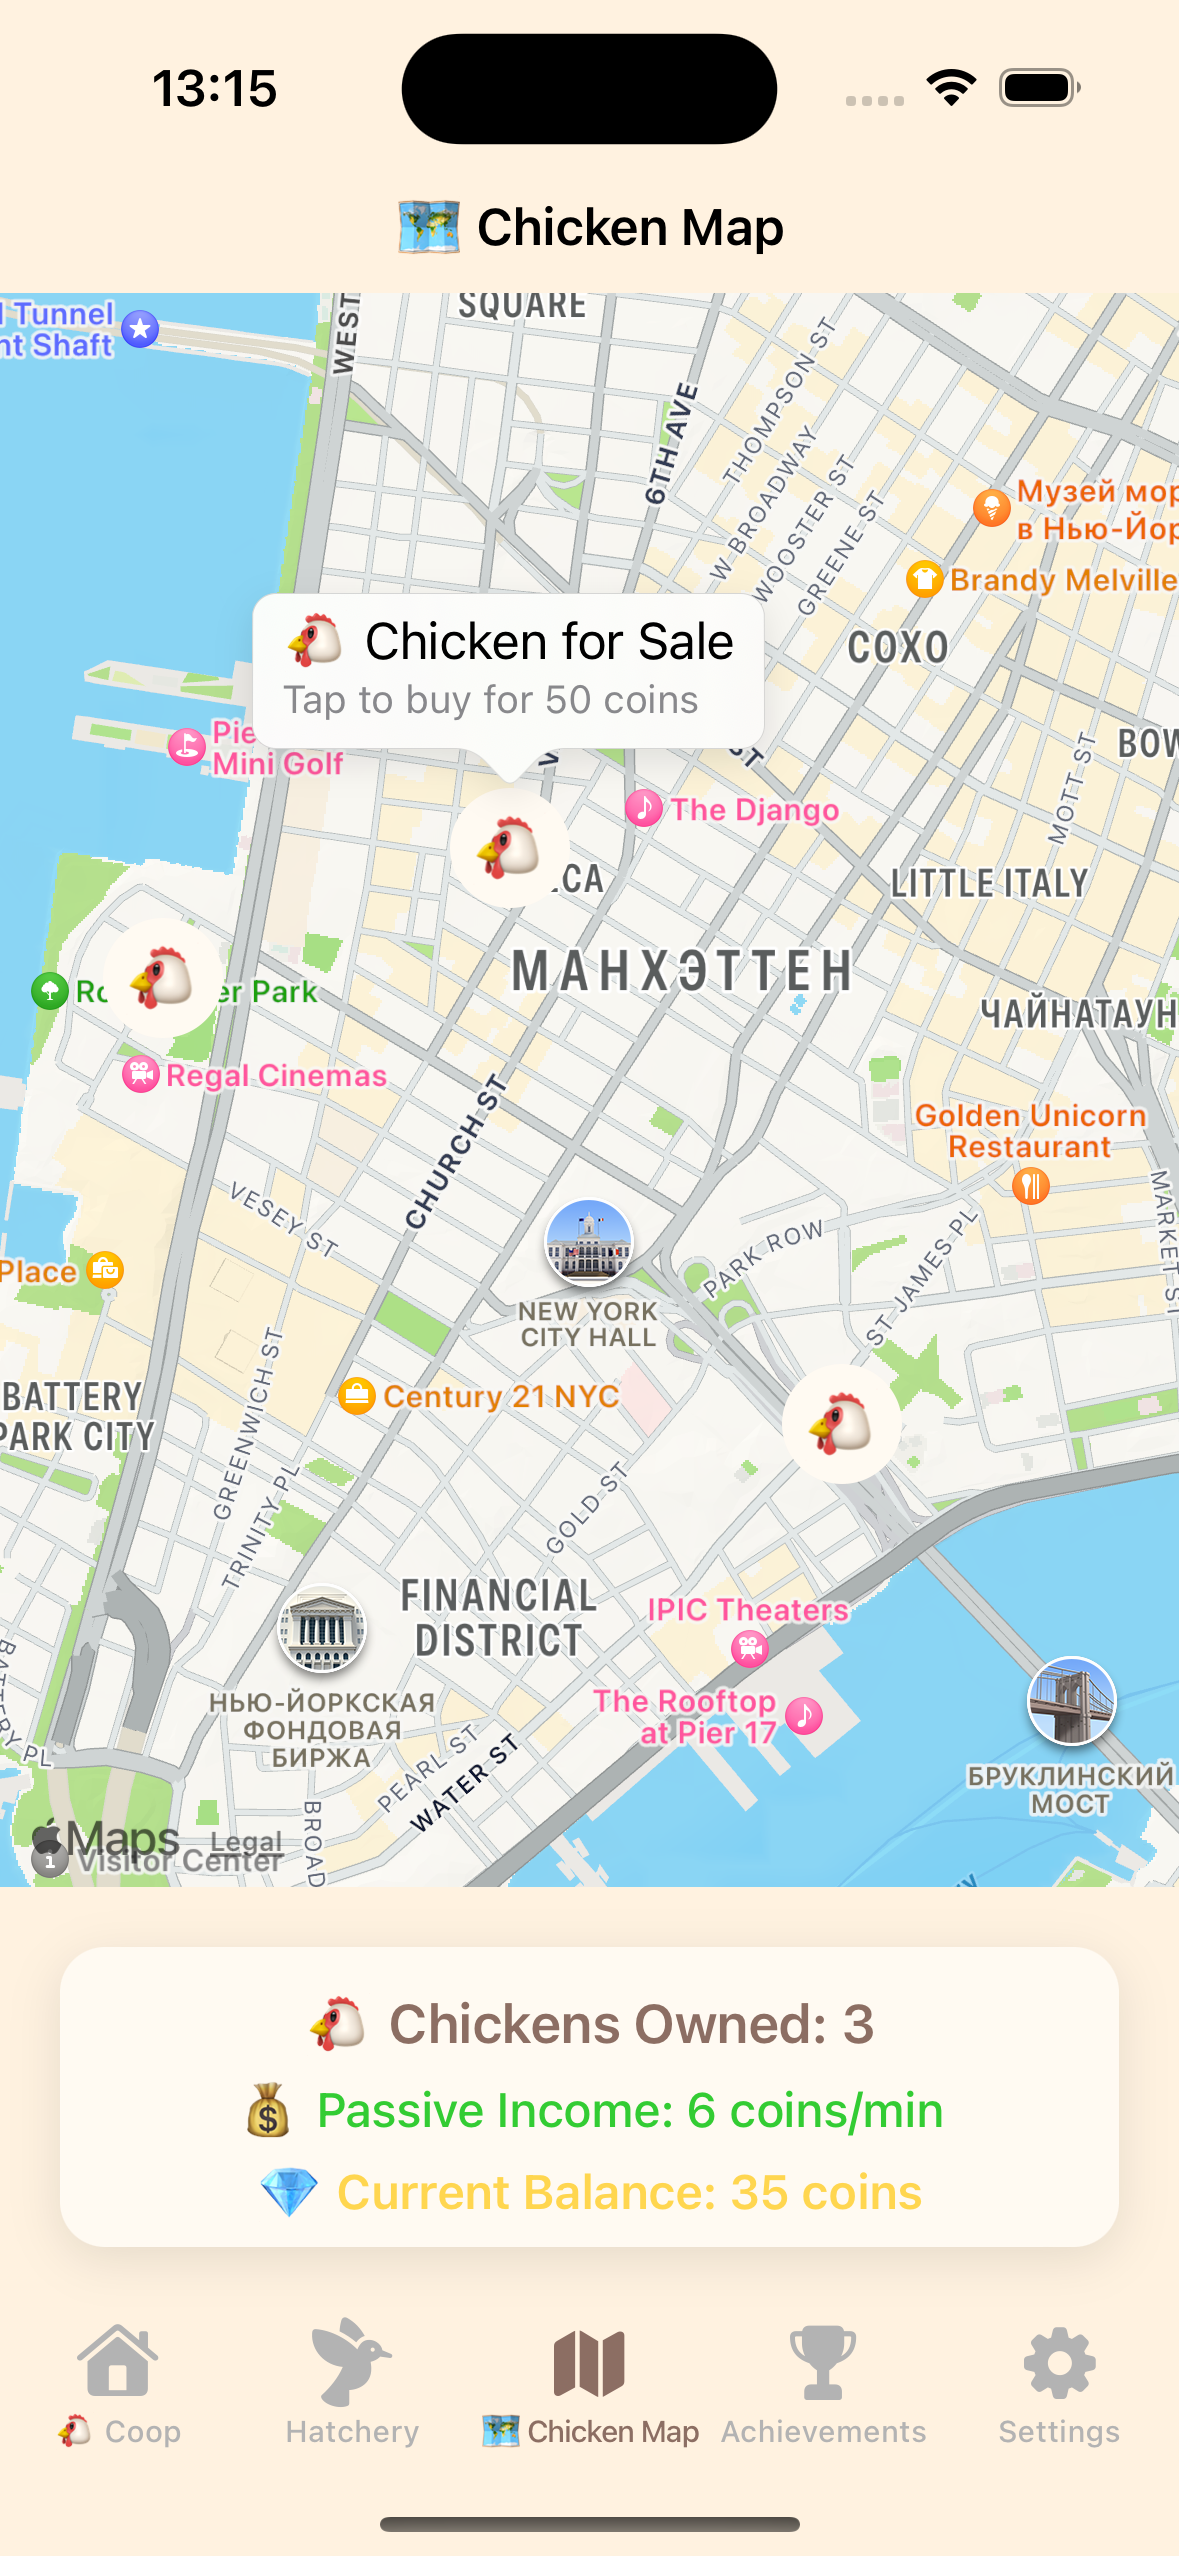 13:15
Chicken Map
l Tunnel
nt Shaft
WEST
SQUARE
6TH AVE
THOMPSON ST
W BROADWAY
WOOSTER ST
GREENE ST
Музей мор
в Нью-Йор
Brandy Melville
СОХО
Chicken for Sale
Tap to buy for 50 coins
Pie
Mini Golf
ST
BOW
MOTT ST
The Django
CA
LITTLE ITALY
МАНХЭТТЕН
Ro er Park
ЧАЙНАТАУН
Regal Cinemas
CHURCH ST
Golden Unicorn
Restaurant
VESEY ST
MARKET ST
PARK ROW
ST JAMES PL
Place
NEW YORK
CITY HALL
GREENWICH ST
BATTERY
PARK CITY
Century 21 NYC
TRINITY PL
GOLD ST
FINANCIAL
DISTRICT
IPIC Theaters
BATTERY PL
НЬЮ-ЙОРКСКАЯ
ФОНДОВАЯ
БИРЖА
The Rooftop
at Pier 17
PEARL ST
WATER ST
БРУКЛИНСКИЙ
МОСТ
BROAD
Maps
Legal
Visitor Center
Chickens Owned: 3
Passive Income: 6 coins/min
Current Balance: 35 coins
Coop
Hatchery
Chicken Map
Achievements
Settings